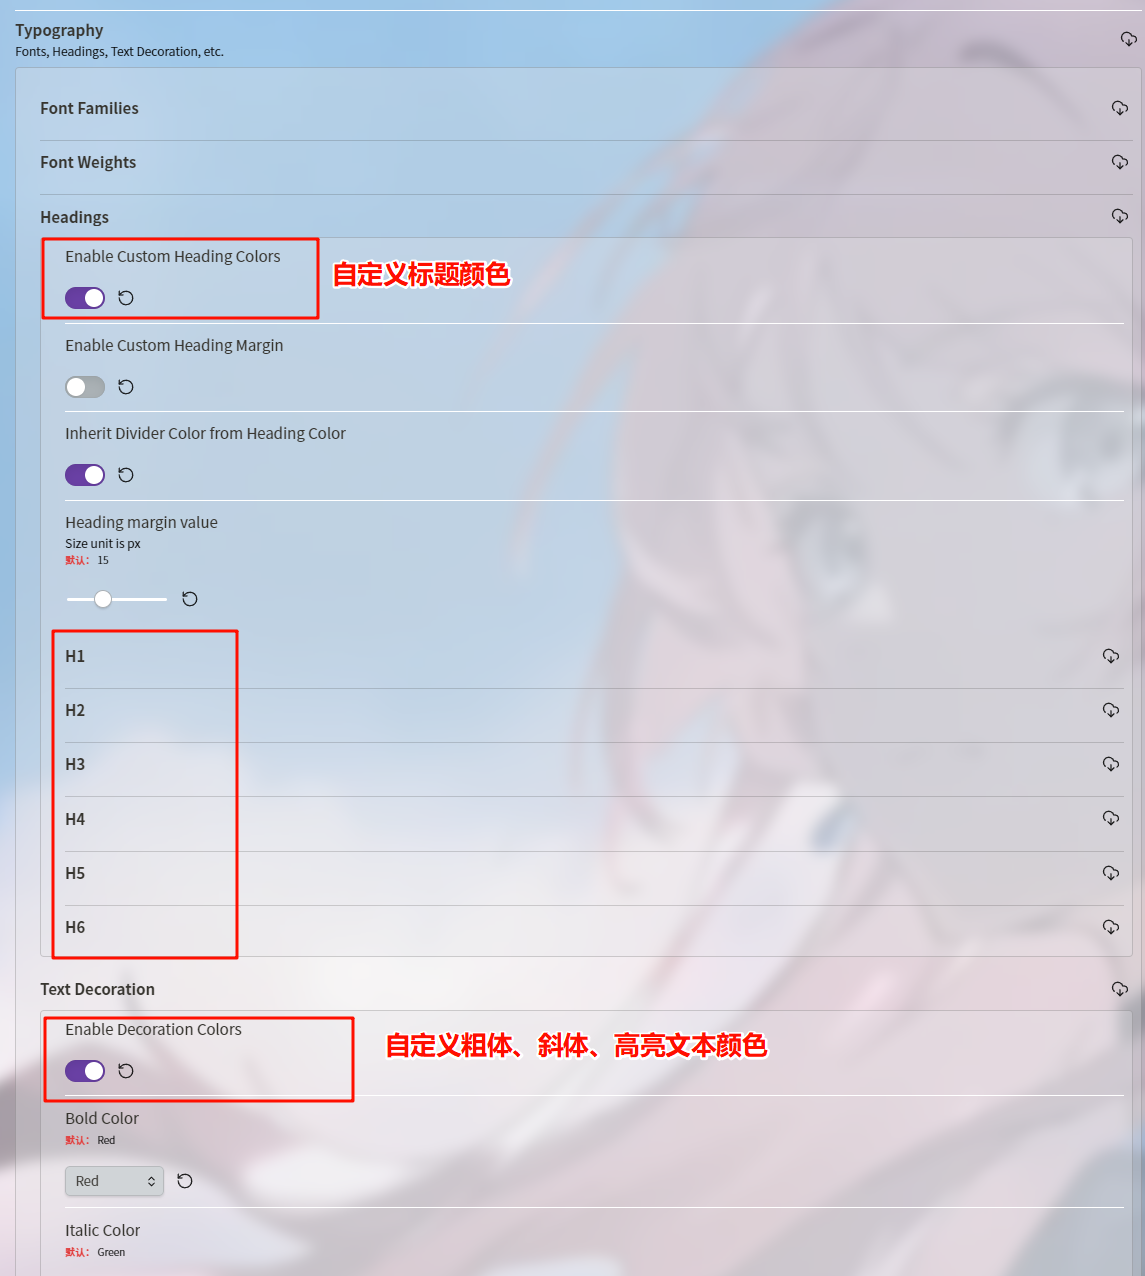 Typography
Fonts, Headings, Text Decoration, etc.
Font Families
Font Weights
Headings
Enable Custom Heading Colors
自定义标题颜色
Enable Custom Heading Margin
Inherit Divider Color from Heading Color
Heading margin value
Size unit is px
默认： 15
H1
H2
H3
H4
H5
H6
Text Decoration
Enable Decoration Colors
自定义粗体、斜体、高亮文本颜色
Bold Color
默认： Red
Red
Italic Color
默认： Green